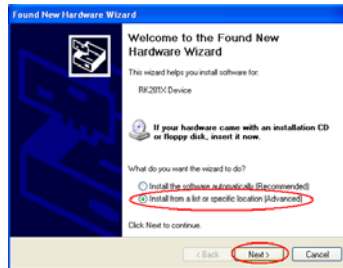 Found New Hardware Wizard
Welcome to the Found New
Hardware Wizard
This wizard helps you install software for:
RK281X Device
If your hardware came with an installation CD
or floppy disk, insert it now.
What do you want the wizard to do?
Install the software automatically (Recommended)
Install from a list or specific location (Advanced)
Click Next to continue.
< Back Next > Cancel